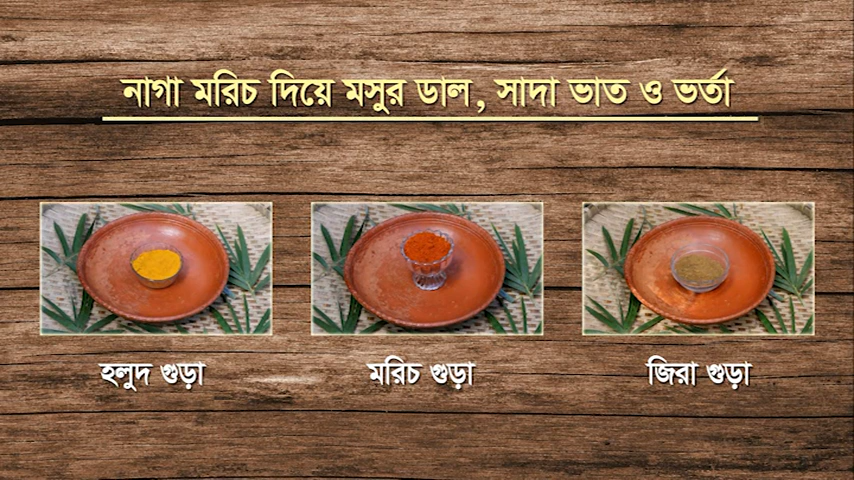 নাগা মরিচ দিয়ে মসুর ডাল, সাদা ভাত ও ভর্তা
হলুদ গুড়া
মরিচ গুড়া
জিরা গুড়া